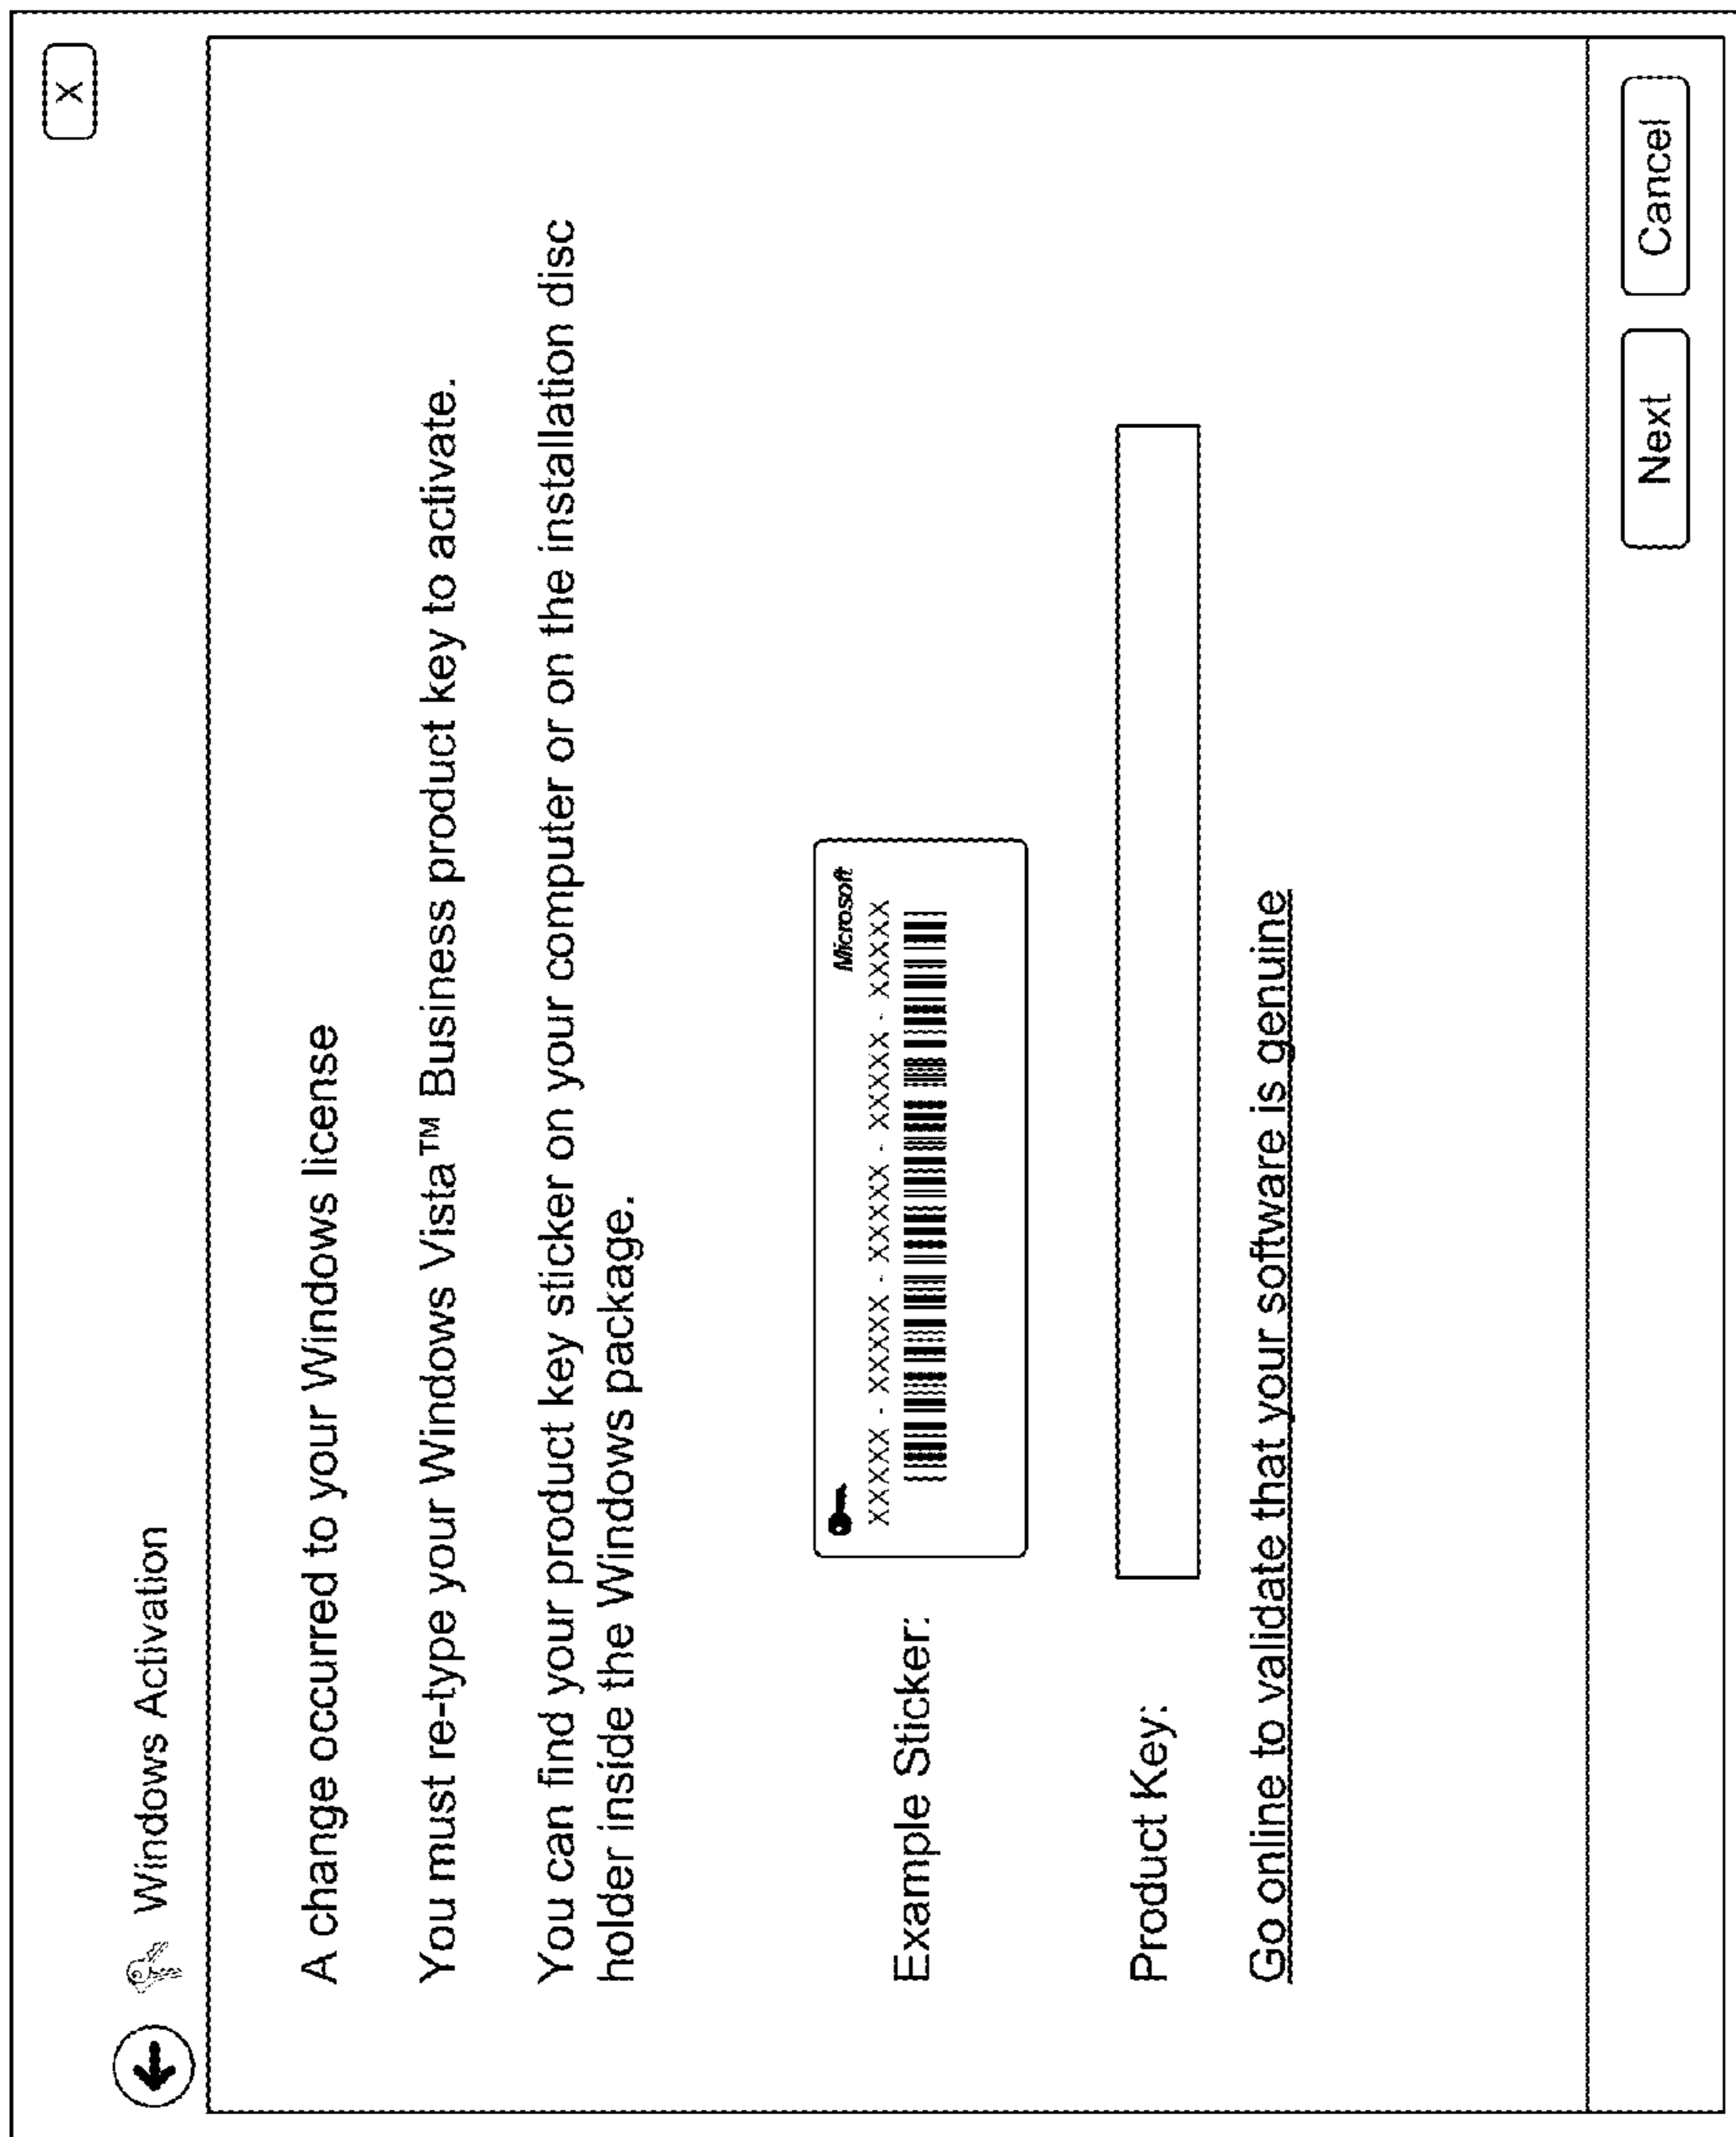 X
Windows Activation
A change occurred to your Windows license
You must re-type your Windows Vista™ Business product key to activate.
You can find your product key sticker on your computer or on the installation disc
holder inside the Windows package.
Microsoft
XXXXX - XXXXX - XXXXX - XXXXX - XXXXX
Example Sticker:
Product Key:
Go online to validate that your software is genuine
Next
Cancel